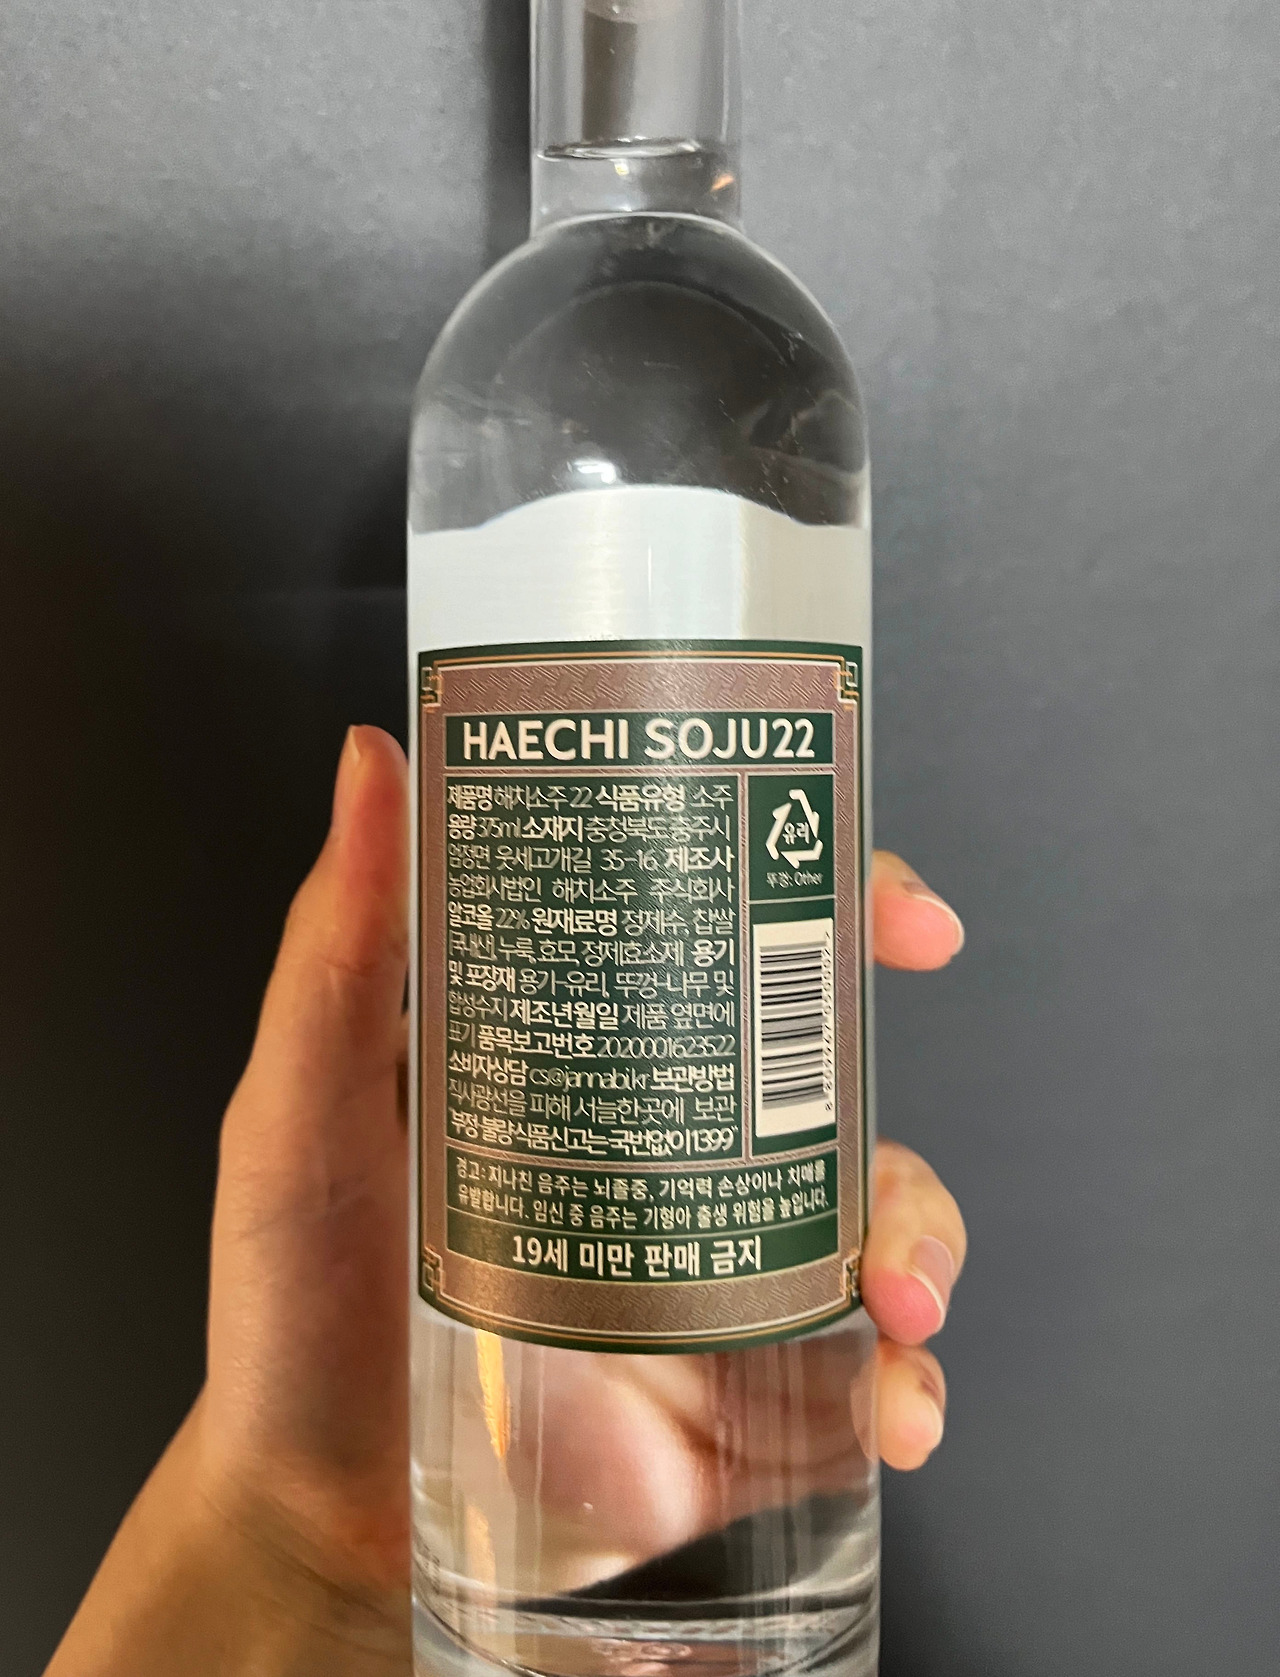 HAECHI SOJU22
제품명 해치소주 22 식품유형 소주
용량 375ml 소재지 충청북도 충주시
엄정면 웃세고개길 35-16 제조사
농업회사법인 해치소주 주식회사
알코올 22% 원재료명 정제수, 찹쌀
(국내산), 누룩, 효모, 정제효소제 용기
및 포장재 용기-유리, 뚜껑-나무 및
합성수지 제조년월일 제품 옆면에
표기 품목보고번호 2020001623522
소비자상담 cs@jannabi.kr 보관방법
직사광선을 피해 서늘한곳에 보관
"부정·불량식품신고는 국번없이1399"
유리
뚜껑: Other
경고: 지나친 음주는 뇌졸중, 기억력 손상이나 치매를
유발합니다. 임신 중 음주는 기형아 출생 위험을 높입니다.
19세 미만 판매 금지